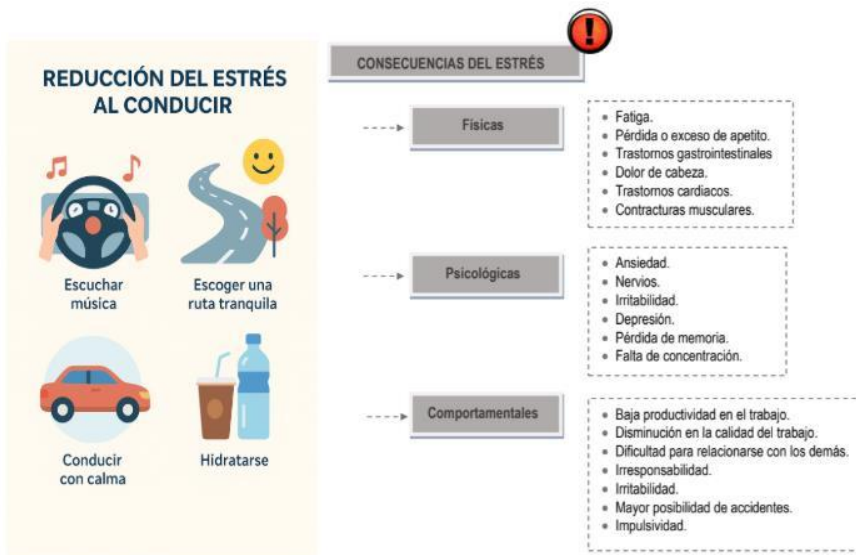 REDUCCIÓN DEL ESTRÉS
AL CONDUCIR
Escuchar
música
Escoger una
ruta tranquila
Conducir
con calma
Hidratarse
CONSECUENCIAS DEL ESTRÉS
Físicas
Fatiga.
Pérdida o exceso de apetito.
Trastornos gastrointestinales
Dolor de cabeza.
Trastornos cardiacos.
Contracturas musculares.
Psicológicas
Ansiedad.
Nervios.
Irritabilidad.
Depresión.
Pérdida de memoria.
Falta de concentración.
Comportamentales
Baja productividad en el trabajo.
Disminución en la calidad del trabajo.
Dificultad para relacionarse con los demás.
Irresponsabilidad.
Irritabilidad.
Mayor posibilidad de accidentes.
Impulsividad.